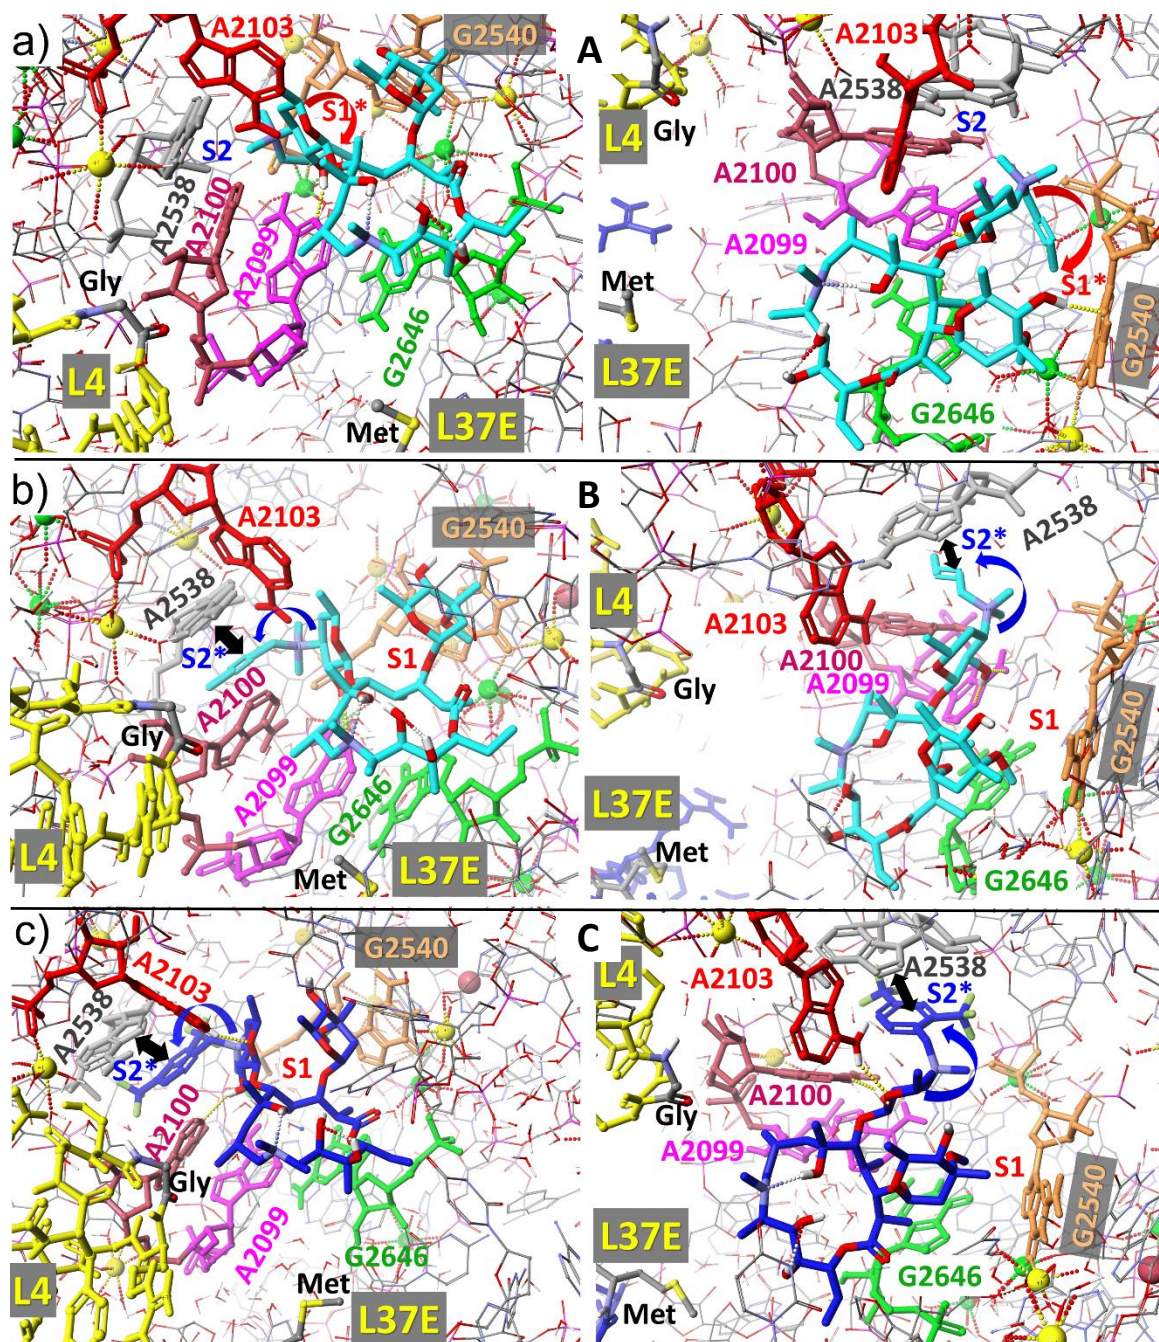 a)
A2103
G2540
S1*
S2
A2538
A2100
A2099
Gly
G2646
L4
Met
L37E
A
A2103
A2538
L4
Gly
S2
A2100
A2099
Met
S1*
L37E
G2540
G2646
b)
A2103
G2540
A2538
S2*
S1
A2100
Gly
A2099
G2646
L4
Met
L37E
B
S2*
A2538
L4
A2103
A2100
A2099
Gly
S1
G2540
L37E
Met
G2646
c)
A2103
G2540
A2538
S2*
S1
A2100
Gly
A2099
G2646
L4
Met
L37E
C
L4
A2103
A2538
S2*
A2100
Gly
A2099
S1
L37E
G2540
Met
G2646